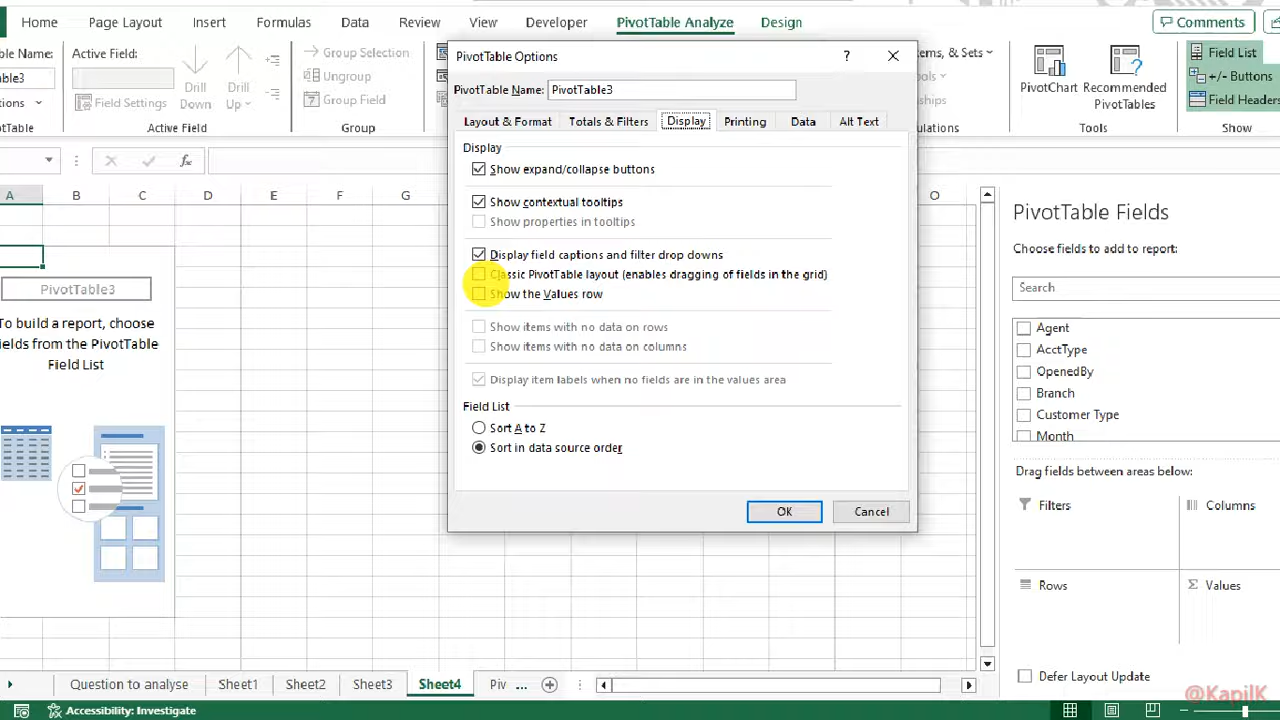 Home Page Layout Insert Formulas Data Review View Developer PivotTable Analyze Design Comments
Name: Active Field: Group Selection PivotTable Options ? Field List
Ungroup Drill Down Drill Up PivotChart Recommended PivotTables +/- Buttons
Field Settings Group Field Field Headers
Active Field Group Tools Show
PivotTable Name: PivotTable3
Layout & Format Totals & Filters Display Printing Data Alt Text
Display
Show expand/collapse buttons
Show contextual tooltips
Show properties in tooltips
Display field captions and filter drop downs
Classic PivotTable layout (enables dragging of fields in the grid)
Show the Values row
Show items with no data on rows
Show items with no data on columns
Display item labels when no fields are in the values area
Field List
Sort A to Z
Sort in data source order
OK Cancel
fx
A B C D E F G O
PivotTable3
To build a report, choose
fields from the PivotTable
Field List
PivotTable Fields
Choose fields to add to report:
Search
Agent
AcctType
OpenedBy
Branch
Customer Type
Month
Drag fields between areas below:
Filters Columns
Rows Σ Values
Defer Layout Update
Question to analyse Sheet1 Sheet2 Sheet3 Sheet4 Piv ...
Accessibility: Investigate
@KapilK